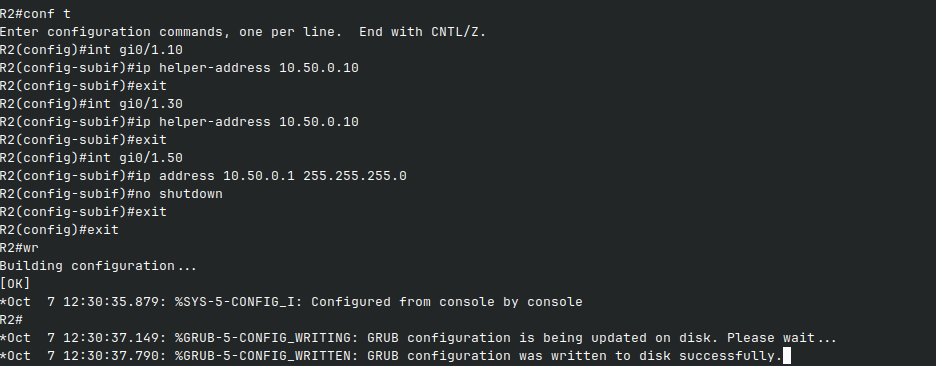 R2#conf t
Enter configuration commands, one per line.  End with CNTL/Z.
R2(config)#int gi0/1.10
R2(config-subif)#ip helper-address 10.50.0.10
R2(config-subif)#exit
R2(config)#int gi0/1.30
R2(config-subif)#ip helper-address 10.50.0.10
R2(config-subif)#exit
R2(config)#int gi0/1.50
R2(config-subif)#ip address 10.50.0.1 255.255.255.0
R2(config-subif)#no shutdown
R2(config-subif)#exit
R2(config)#exit
R2#wr
Building configuration...
[OK]
*Oct  7 12:30:35.879: %SYS-5-CONFIG_I: Configured from console by console
R2#
*Oct  7 12:30:37.149: %GRUB-5-CONFIG_WRITING: GRUB configuration is being updated on disk. Please wait...
*Oct  7 12:30:37.790: %GRUB-5-CONFIG_WRITTEN: GRUB configuration was written to disk successfully.